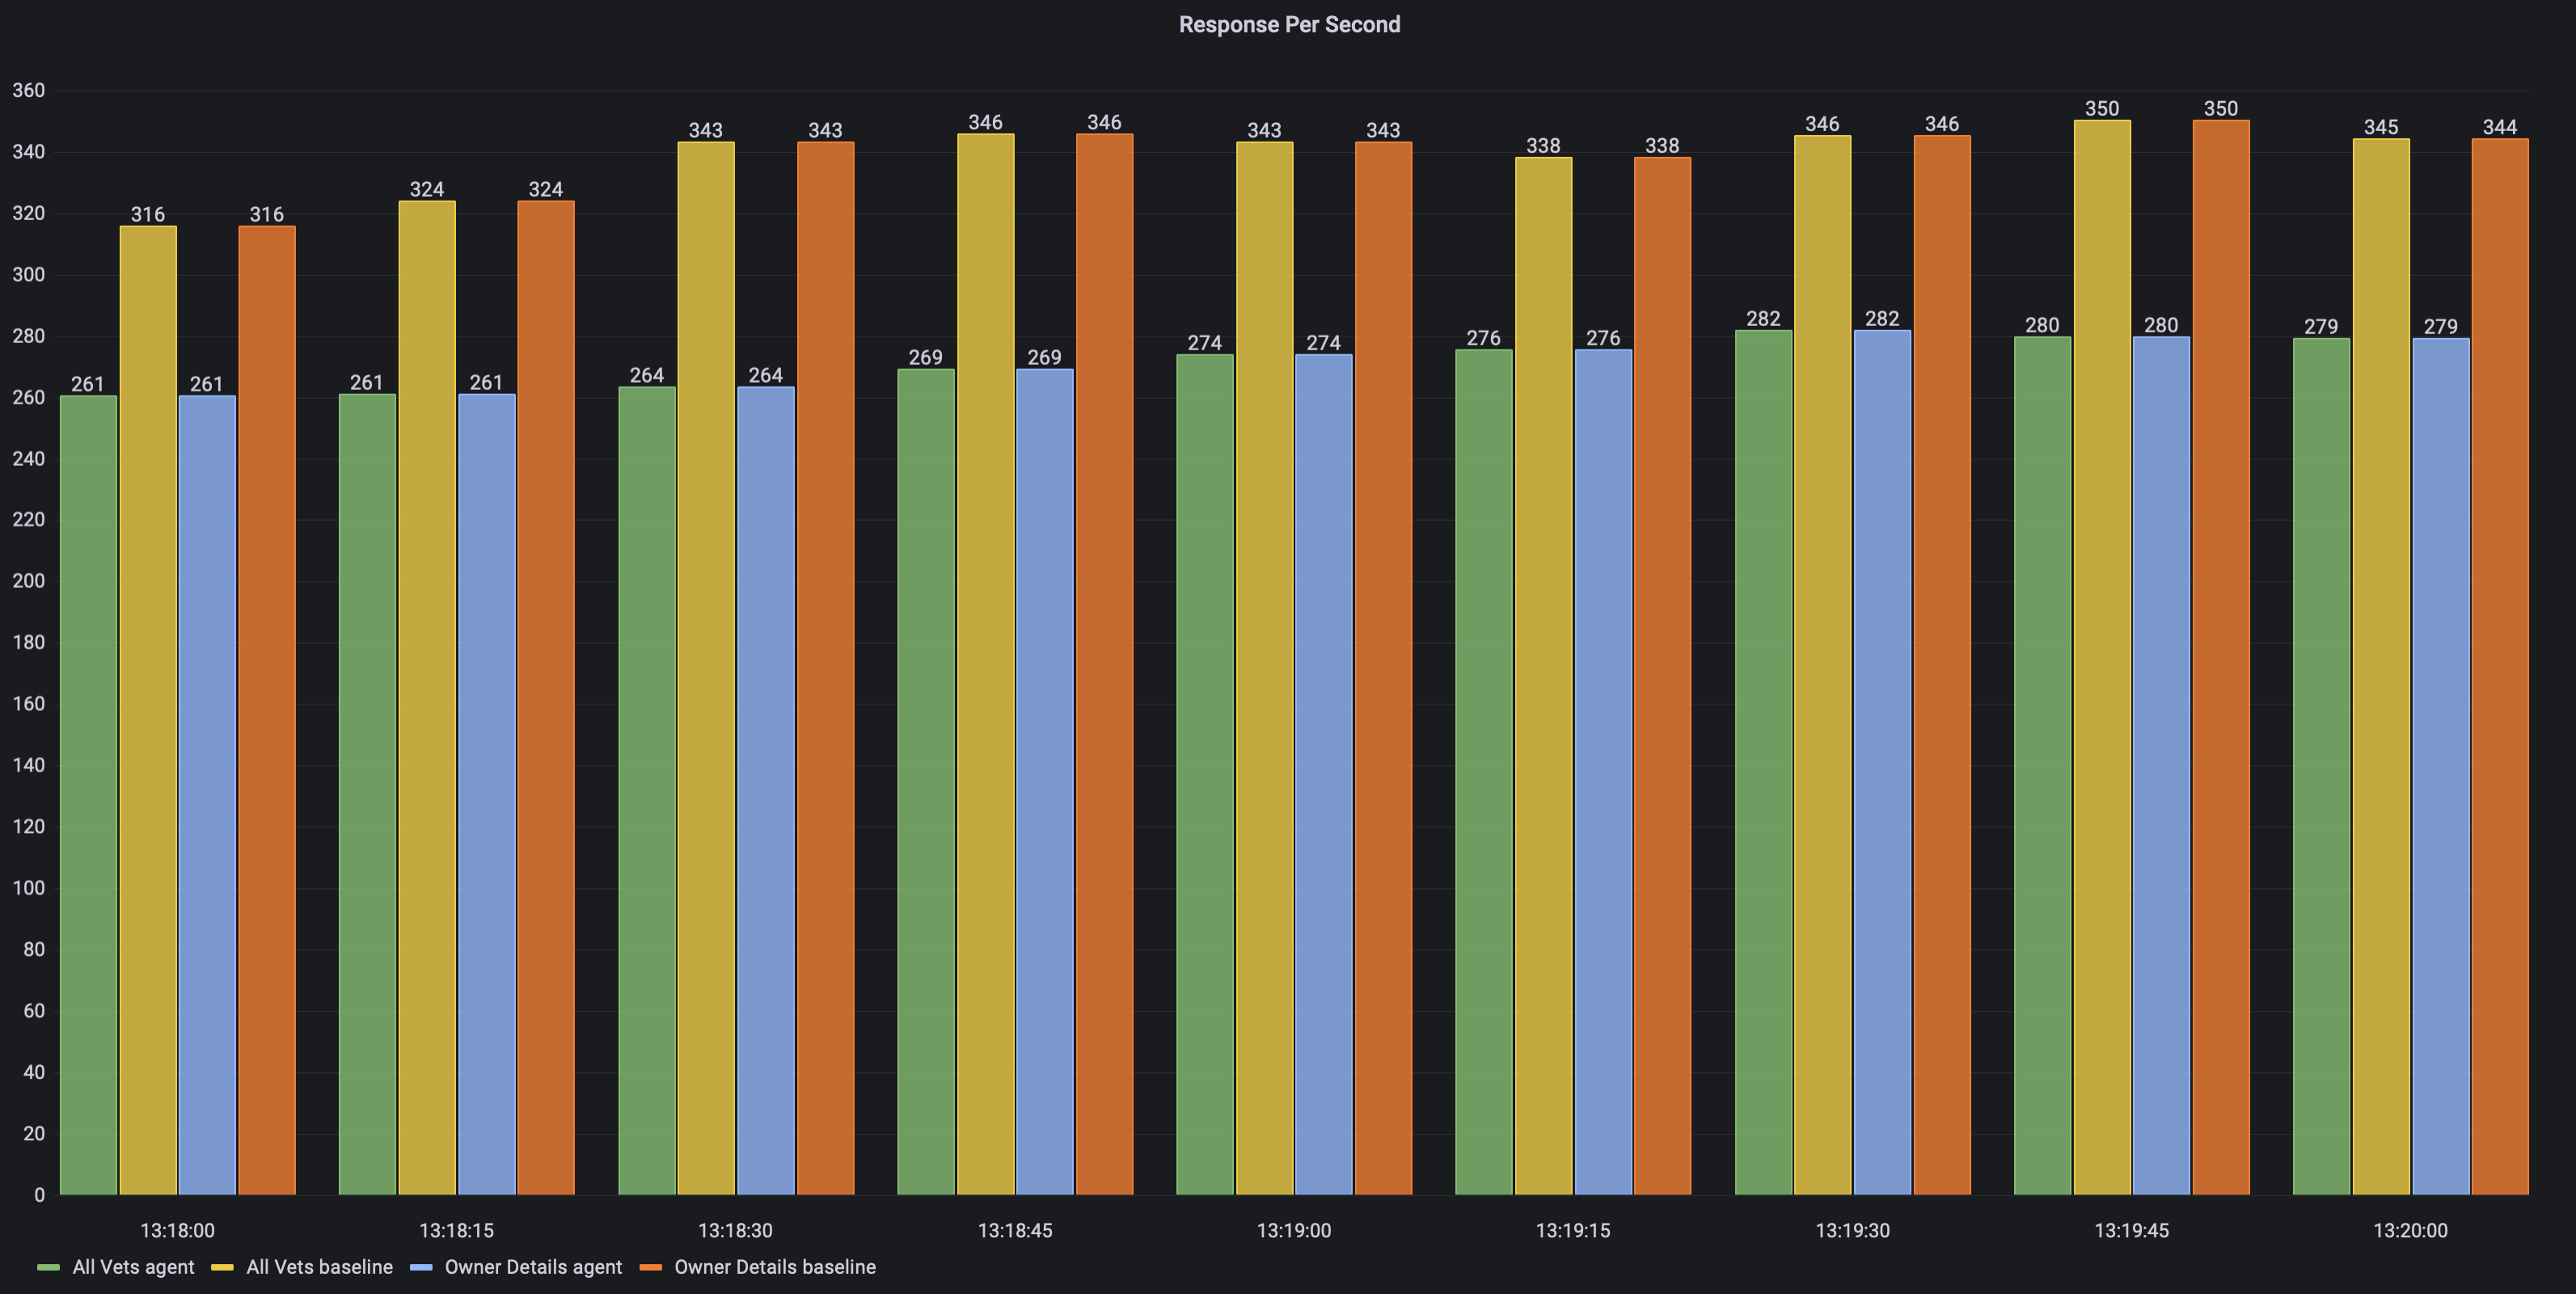 Response Per Second
360
340
320
300
280
260
240
220
200
180
160
140
120
100
80
60
40
20
0
261 316 261 316
261 324 261 324
264 343 264 343
269 346 269 346
274 343 274 343
276 338 276 338
282 346 282 346
280 350 280 350
279 345 279 344
13:18:00 13:18:15 13:18:30 13:18:45 13:19:00 13:19:15 13:19:30 13:19:45 13:20:00
All Vets agent All Vets baseline Owner Details agent Owner Details baseline